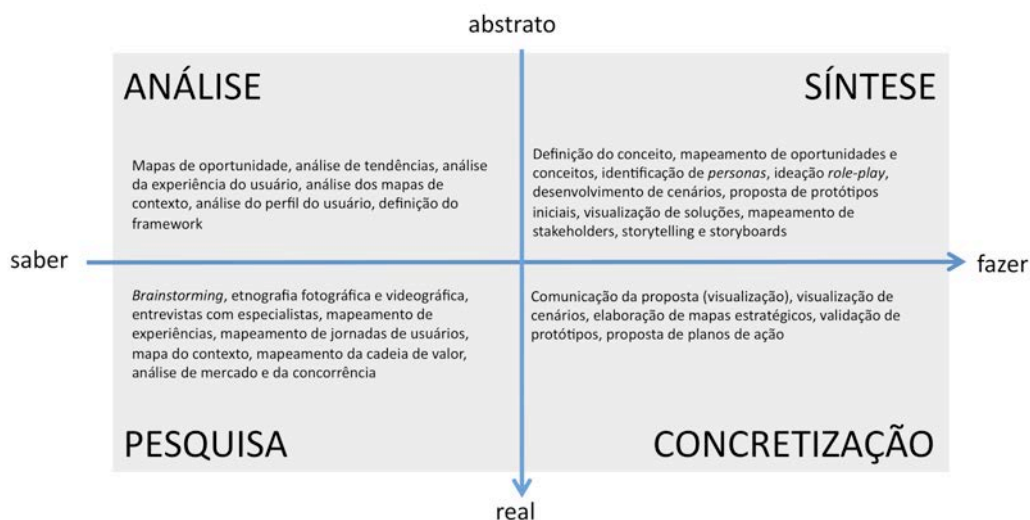 abstrato
ANÁLISE
SÍNTESE
Mapas de oportunidade, análise de tendências, análise
da experiência do usuário, análise dos mapas de
contexto, análise do perfil do usuário, definição do
framework
Definição do conceito, mapeamento de oportunidades e
conceitos, identificação de personas, ideação role-play,
desenvolvimento de cenários, proposta de protótipos
iniciais, visualização de soluções, mapeamento de
stakeholders, storytelling e storyboards
saber
fazer
Brainstorming, etnografia fotográfica e videográfica,
entrevistas com especialistas, mapeamento de
experiências, mapeamento de jornadas de usuários,
mapa do contexto, mapeamento da cadeia de valor,
análise de mercado e da concorrência
Comunicação da proposta (visualização), visualização de
cenários, elaboração de mapas estratégicos, validação de
protótipos, proposta de planos de ação
PESQUISA
CONCRETIZAÇÃO
real